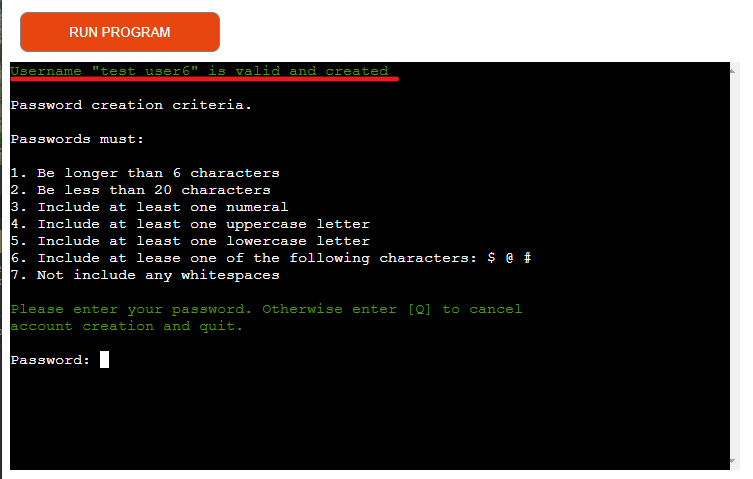 RUN PROGRAM
Username "test user6" is valid and created
Password creation criteria.
Passwords must:
1. Be longer than 6 characters
2. Be less than 20 characters
3. Include at least one numeral
4. Include at least one uppercase letter
5. Include at least one lowercase letter
6. Include at lease one of the following characters: $ @ #
7. Not include any whitespaces
Please enter your password. Otherwise enter [Q] to cancel
account creation and quit.
Password: